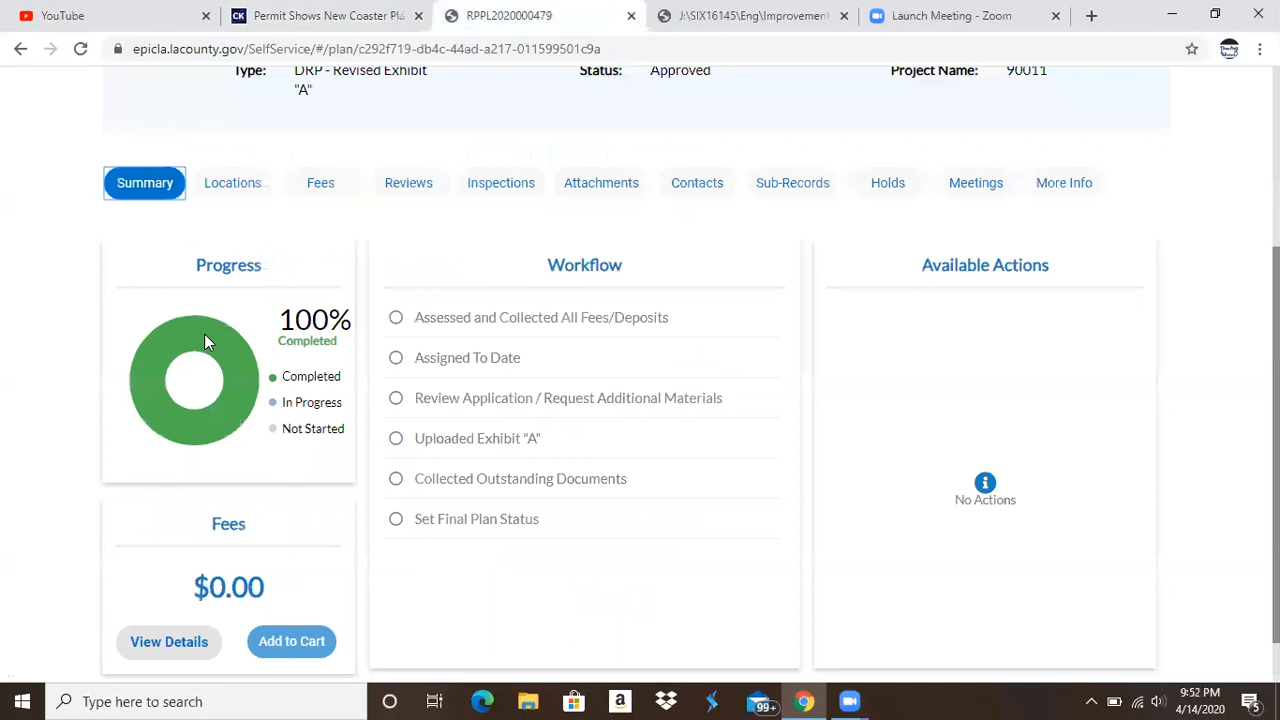 YouTube
CK Permit Shows New Coaster Pla
RPPL2020000479
J:\SIX16145\Eng\Improvement
Launch Meeting - Zoom
epicla.lacounty.gov/SelfService/#/plan/c292f719-db4c-44ad-a217-011599501c9a
Type: DRP - Revised Exhibit "A"
Status: Approved
Project Name: 90011
Summary
Locations
Fees
Reviews
Inspections
Attachments
Contacts
Sub-Records
Holds
Meetings
More Info
Progress
100%
Completed
Completed
In Progress
Not Started
Fees
$0.00
View Details
Add to Cart
Workflow
Assessed and Collected All Fees/Deposits
Assigned To Date
Review Application / Request Additional Materials
Uploaded Exhibit "A"
Collected Outstanding Documents
Set Final Plan Status
Available Actions
No Actions
Type here to search
99+
9:52 PM
4/14/2020
5